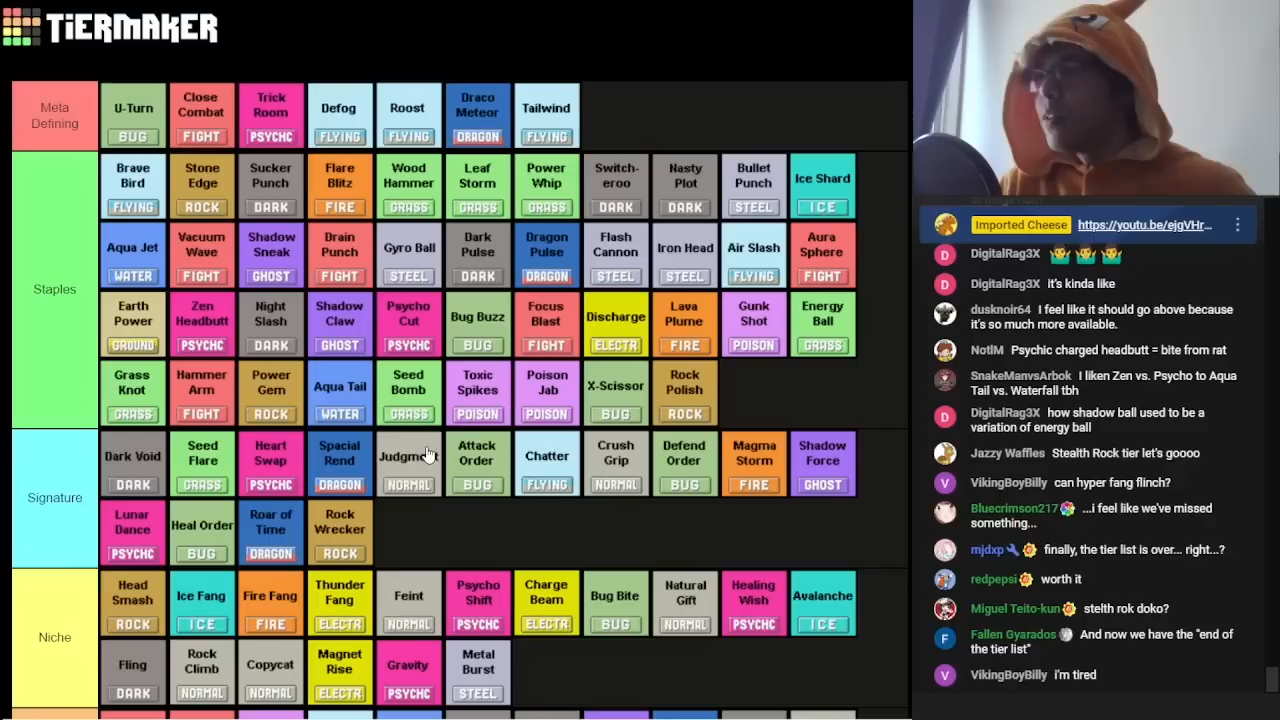 TIERMAKER
Meta
Defining
U-Turn
BUG
Close
Combat
FIGHT
Trick
Room
PSYCHC
Defog
FLYING
Roost
FLYING
Draco
Meteor
DRAGON
Tailwind
FLYING
Staples
Brave
Bird
FLYING
Stone
Edge
ROCK
Sucker
Punch
DARK
Flare
Blitz
FIRE
Wood
Hammer
GRASS
Leaf
Storm
GRASS
Power
Whip
GRASS
Switch-
eroo
DARK
Nasty
Plot
DARK
Bullet
Punch
STEEL
Ice Shard
ICE
Aqua Jet
WATER
Vacuum
Wave
FIGHT
Shadow
Sneak
GHOST
Drain
Punch
FIGHT
Gyro Ball
STEEL
Dark
Pulse
DARK
Dragon
Pulse
DRAGON
Flash
Cannon
STEEL
Iron Head
STEEL
Air Slash
FLYING
Aura
Sphere
FIGHT
Earth
Power
GROUND
Zen
Headbutt
PSYCHC
Night
Slash
DARK
Shadow
Claw
GHOST
Psycho
Cut
PSYCHC
Bug Buzz
BUG
Focus
Blast
FIGHT
Discharge
ELECTR
Lava
Plume
FIRE
Gunk
Shot
POISON
Energy
Ball
GRASS
Grass
Knot
GRASS
Hammer
Arm
FIGHT
Power
Gem
ROCK
Aqua Tail
WATER
Seed
Bomb
GRASS
Toxic
Spikes
POISON
Poison
Jab
POISON
X-Scissor
BUG
Rock
Polish
ROCK
Signature
Dark Void
DARK
Seed
Flare
GRASS
Heart
Swap
PSYCHC
Spacial
Rend
DRAGON
Judgment
NORMAL
Attack
Order
BUG
Chatter
FLYING
Crush
Grip
NORMAL
Defend
Order
BUG
Magma
Storm
FIRE
Shadow
Force
GHOST
Lunar
Dance
PSYCHC
Heal Order
BUG
Roar of
Time
DRAGON
Rock
Wrecker
ROCK
Niche
Head
Smash
ROCK
Ice Fang
ICE
Fire Fang
FIRE
Thunder
Fang
ELECTR
Feint
NORMAL
Psycho
Shift
PSYCHC
Charge
Beam
ELECTR
Bug Bite
BUG
Natural
Gift
NORMAL
Healing
Wish
PSYCHC
Avalanche
ICE
Fling
DARK
Rock
Climb
NORMAL
Copycat
NORMAL
Magnet
Rise
ELECTR
Gravity
PSYCHC
Metal
Burst
STEEL
Imported Cheese https://youtu.be/ejgVHr...
D DigitalRag3X
D DigitalRag3X it's kinda like
dusknoir64 I feel like it should go above because
it's so much more available.
NotIM Psychic charged headbutt = bite from rat
SnakeManvsArbok I liken Zen vs. Psycho to Aqua
Tail vs. Waterfall tbh
D DigitalRag3X how shadow ball used to be a
variation of energy ball
Jazzy Waffles Stealth Rock tier let's goooo
V VikingBoyBilly can hyper fang flinch?
Bluecrimson217 ...i feel like we've missed
something...
mjdxp finally, the tier list is over... right...?
redpepsi worth it
Miguel Teito-kun stelth rok doko?
F Fallen Gyarados And now we have the "end of
the tier list"
V VikingBoyBilly I'm tired